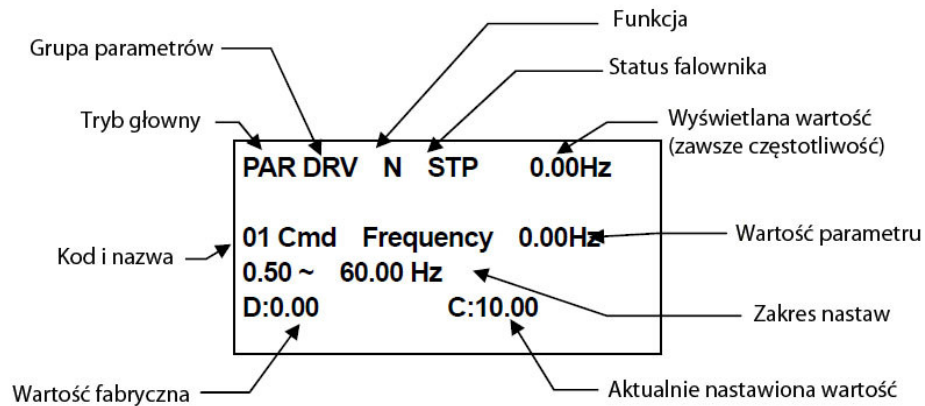 Funkcja
Grupa parametrów
Status falownika
Tryb głowny
Wyświetlana wartość
(zawsze częstotliwość)
PAR DRV N STP 0.00Hz
01 Cmd Frequency 0.00Hz
Wartość parametru
Kod i nazwa
0.50 ~ 60.00 Hz
D:0.00 C:10.00
Zakres nastaw
Wartość fabryczna
Aktualnie nastawiona wartość